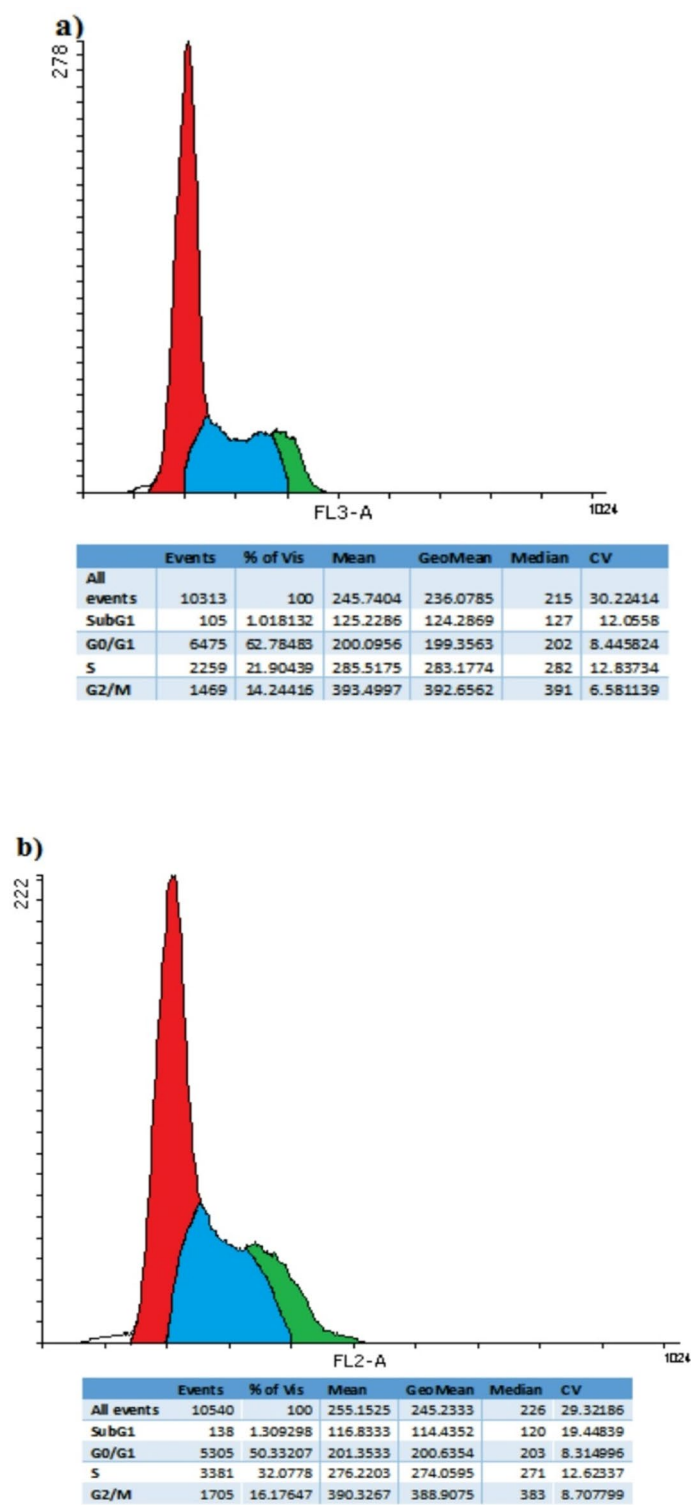 a)
278
FL3-A
1024
Events % of Vis Mean GeoMean Median CV
All
events 10313 100 245.7404 236.0785 215 30.22414
SubG1 105 1.018132 125.2286 124.2869 127 12.0558
G0/G1 6475 62.78483 200.0956 199.3563 202 8.445824
S 2259 21.90439 285.5175 283.1774 282 12.83734
G2/M 1469 14.24416 393.4997 392.6562 391 6.581139
b)
222
FL2-A
1024
Events % of Vis Mean GeoMean Median CV
All events 10540 100 255.1525 245.2333 226 29.32186
SubG1 138 1.309298 116.8333 114.4352 120 19.44839
G0/G1 5305 50.33207 201.3533 200.6354 203 8.314996
S 3381 32.0778 276.2203 274.0595 271 12.62337
G2/M 1705 16.17647 390.3267 388.9075 383 8.707799